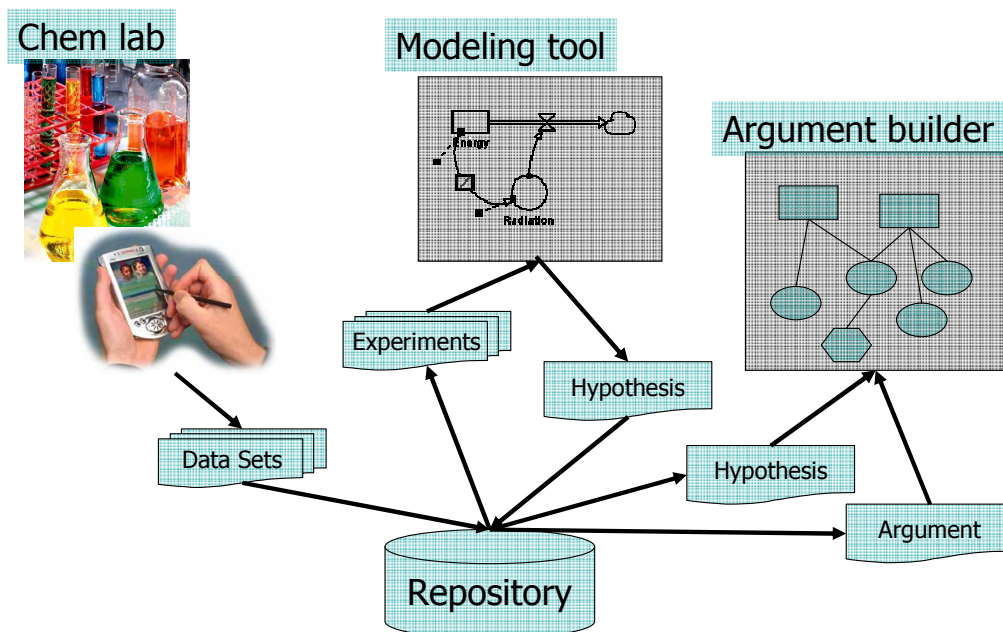 Chem lab
Modeling tool
Energy
Radiation
Argument builder
Experiments
Hypothesis
Data Sets
Hypothesis
Argument
Repository